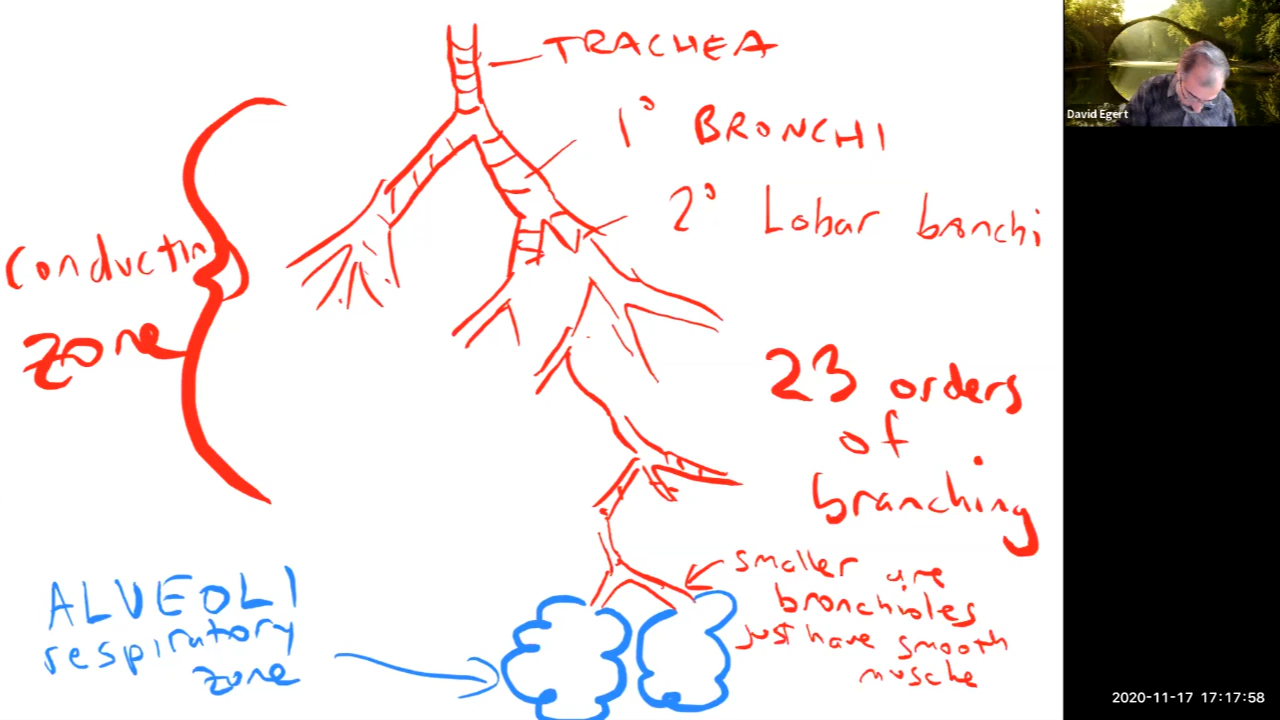 TRACHEA
1° BRONCHI
2° Lobar bronchi
Conductin
zone
23 orders
of
branching
smaller are
bronchioles
just have smooth
muscle
ALVEOLI
respiratory
zone
David Egert
2020-11-17 17:17:58